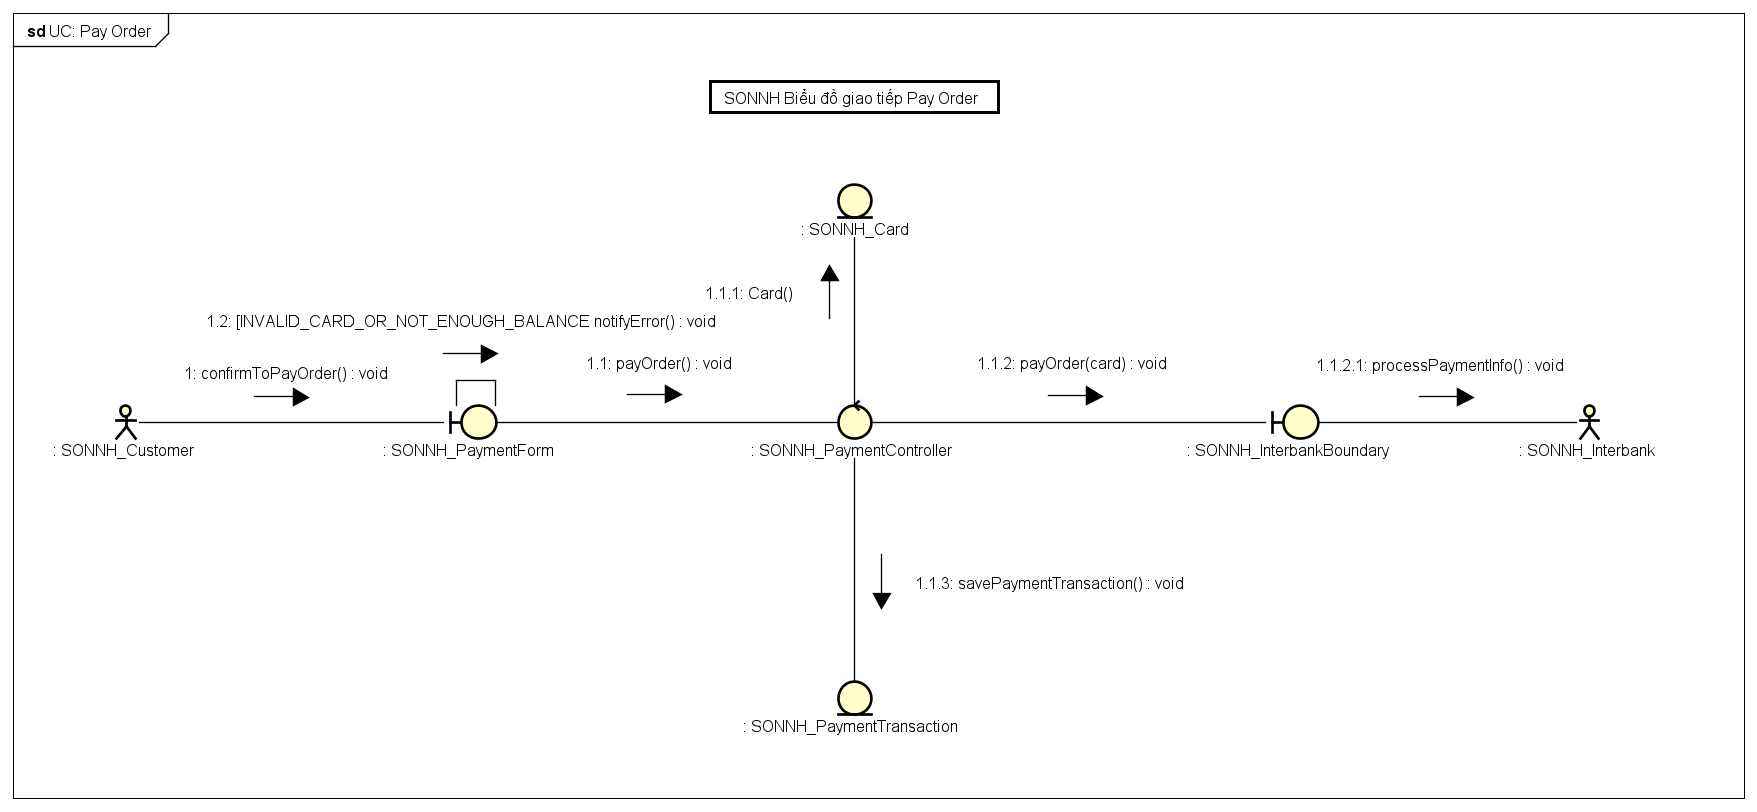 sd UC: Pay Order
SONNH Biểu đồ giao tiếp Pay Order
: SONNH_Card
1.1.1: Card()
1.2: [INVALID_CARD_OR_NOT_ENOUGH_BALANCE notifyError() : void
1: confirmToPayOrder() : void
1.1: payOrder() : void
1.1.2: payOrder(card) : void
1.1.2.1: processPaymentInfo() : void
: SONNH_Customer
: SONNH_PaymentForm
: SONNH_PaymentController
: SONNH_InterbankBoundary
: SONNH_Interbank
1.1.3: savePaymentTransaction() : void
: SONNH_PaymentTransaction